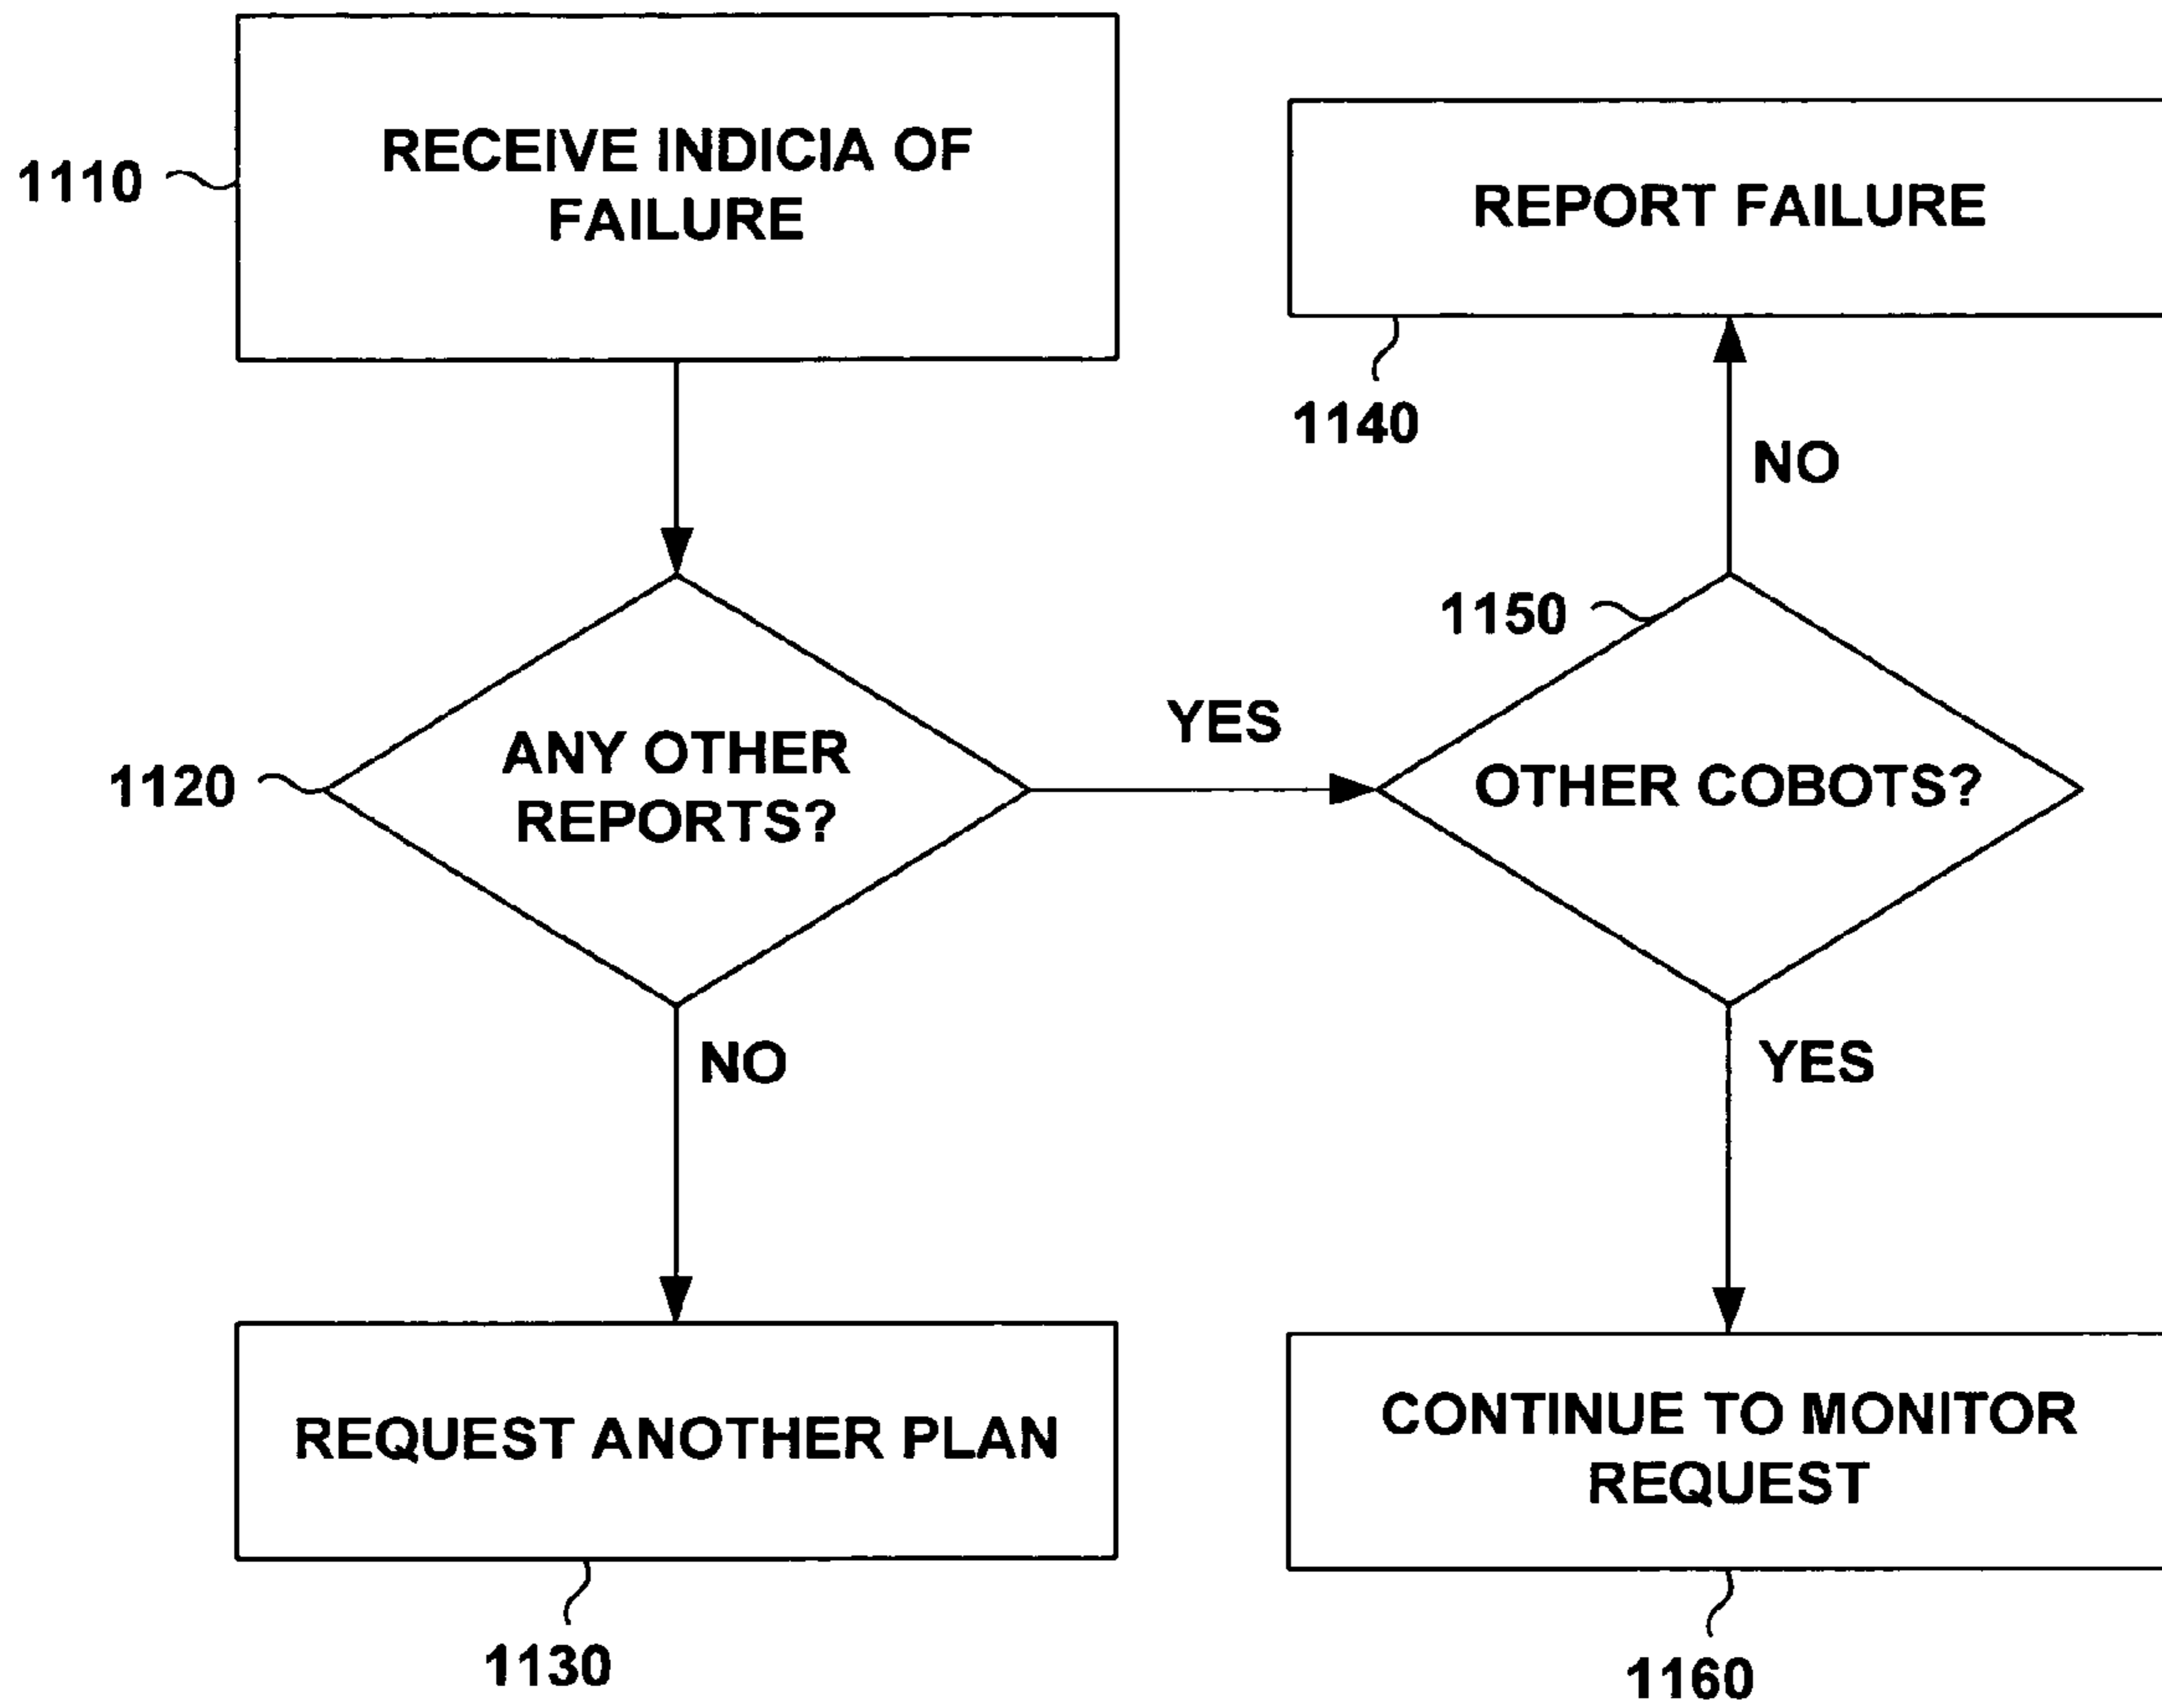 RECEIVE INDICIA OF
FAILURE
1110
REPORT FAILURE
1140
NO
1150
ANY OTHER
REPORTS?
1120
YES
OTHER COBOTS?
NO
YES
REQUEST ANOTHER PLAN
1130
CONTINUE TO MONITOR
REQUEST
1160